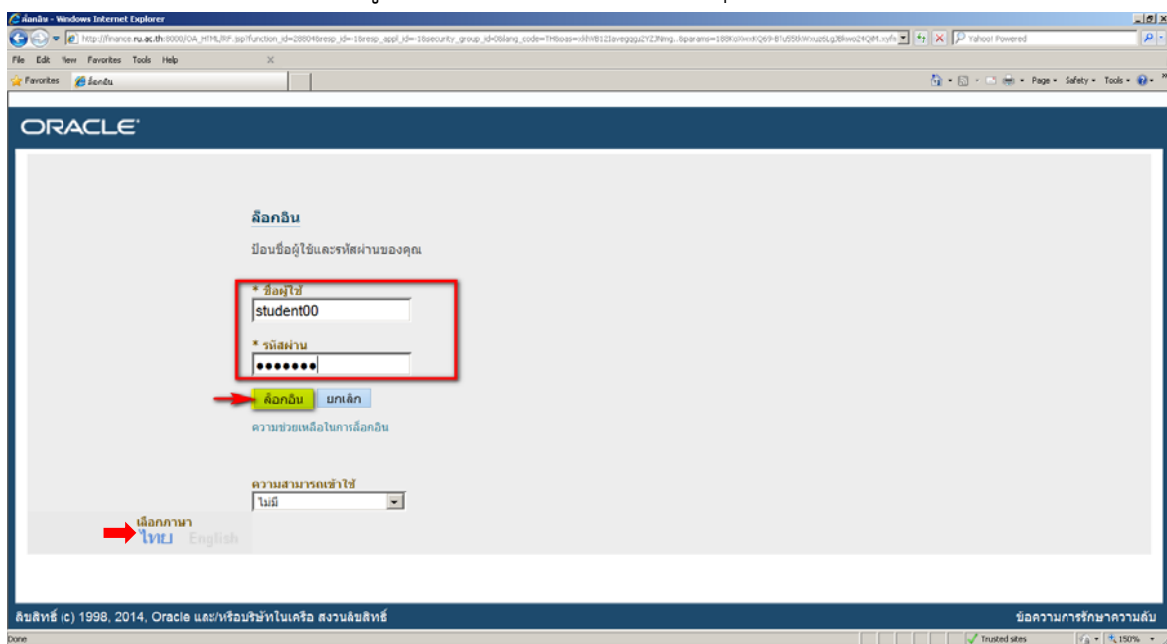 ล็อกอิน - Windows Internet Explorer
Yahoo! Powered
File Edit View Favorites Tools Help
Favorites ล็อกอิน Page Safety Tools
ORACLE
ล็อกอิน
ป้อนชื่อผู้ใช้และรหัสผ่านของคุณ
* ชื่อผู้ใช้
student00
* รหัสผ่าน
●●●●●●●
ล็อกอิน ยกเลิก
ความช่วยเหลือในการล็อกอิน
ความสามารถเข้าใช้
ไม่มี
เลือกภาษา
ไทย English
ลิขสิทธิ์ (c) 1998, 2014, Oracle และ/หรือบริษัทในเครือ สงวนลิขสิทธิ์ ข้อความการรักษาความลับ
Done Trusted sites 150%